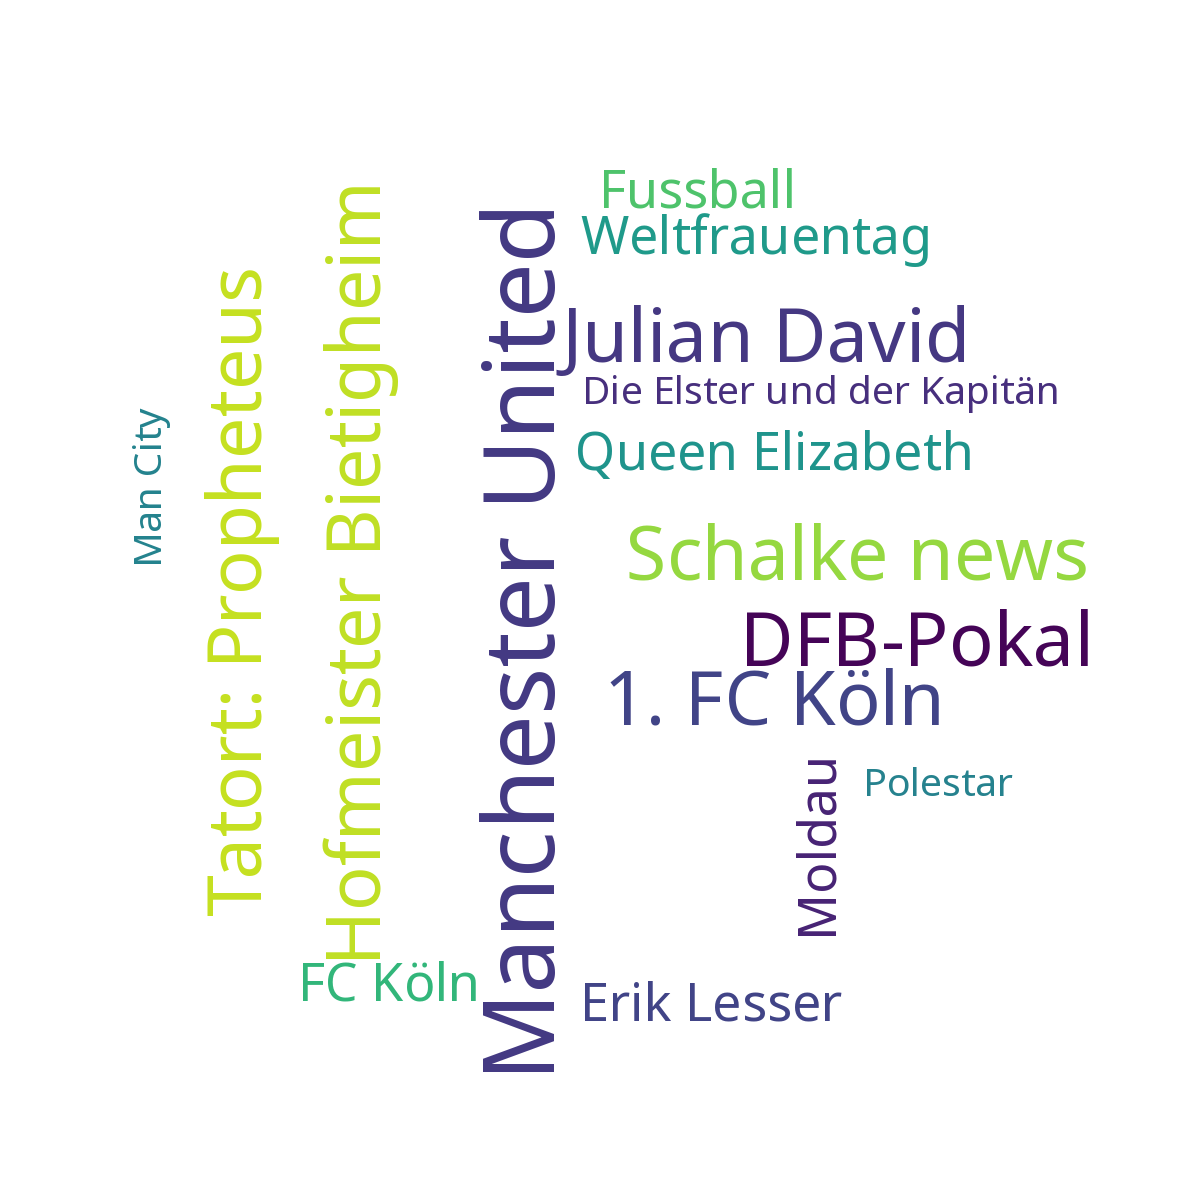 Man City
Tatort: Propheteus
Hofmeister Bietigheim
FC Köln
Manchester United
Fussball
Weltfrauentag
Julian David
Die Elster und der Kapitän
Queen Elizabeth
Schalke news
DFB-Pokal
1. FC Köln
Moldau
Polestar
Erik Lesser